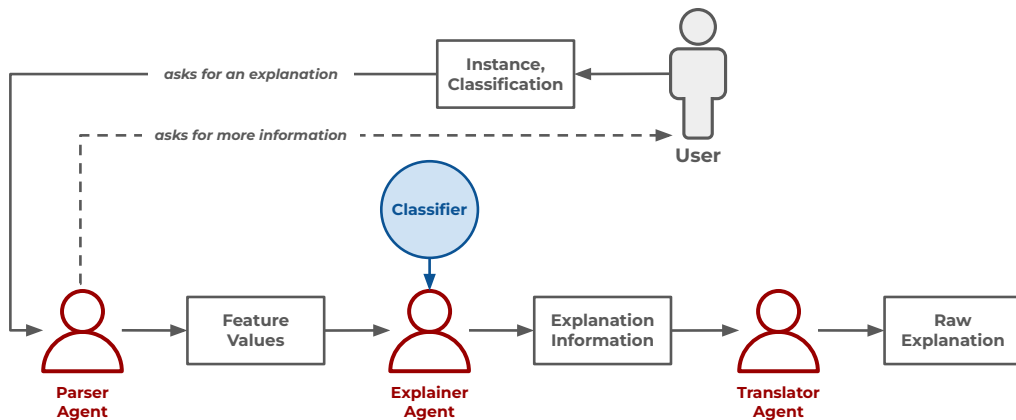 asks for an explanation
Instance,
Classification
asks for more information
User
Classifier
Feature
Values
Explanation
Information
Raw
Explanation
Parser
Agent
Explainer
Agent
Translator
Agent